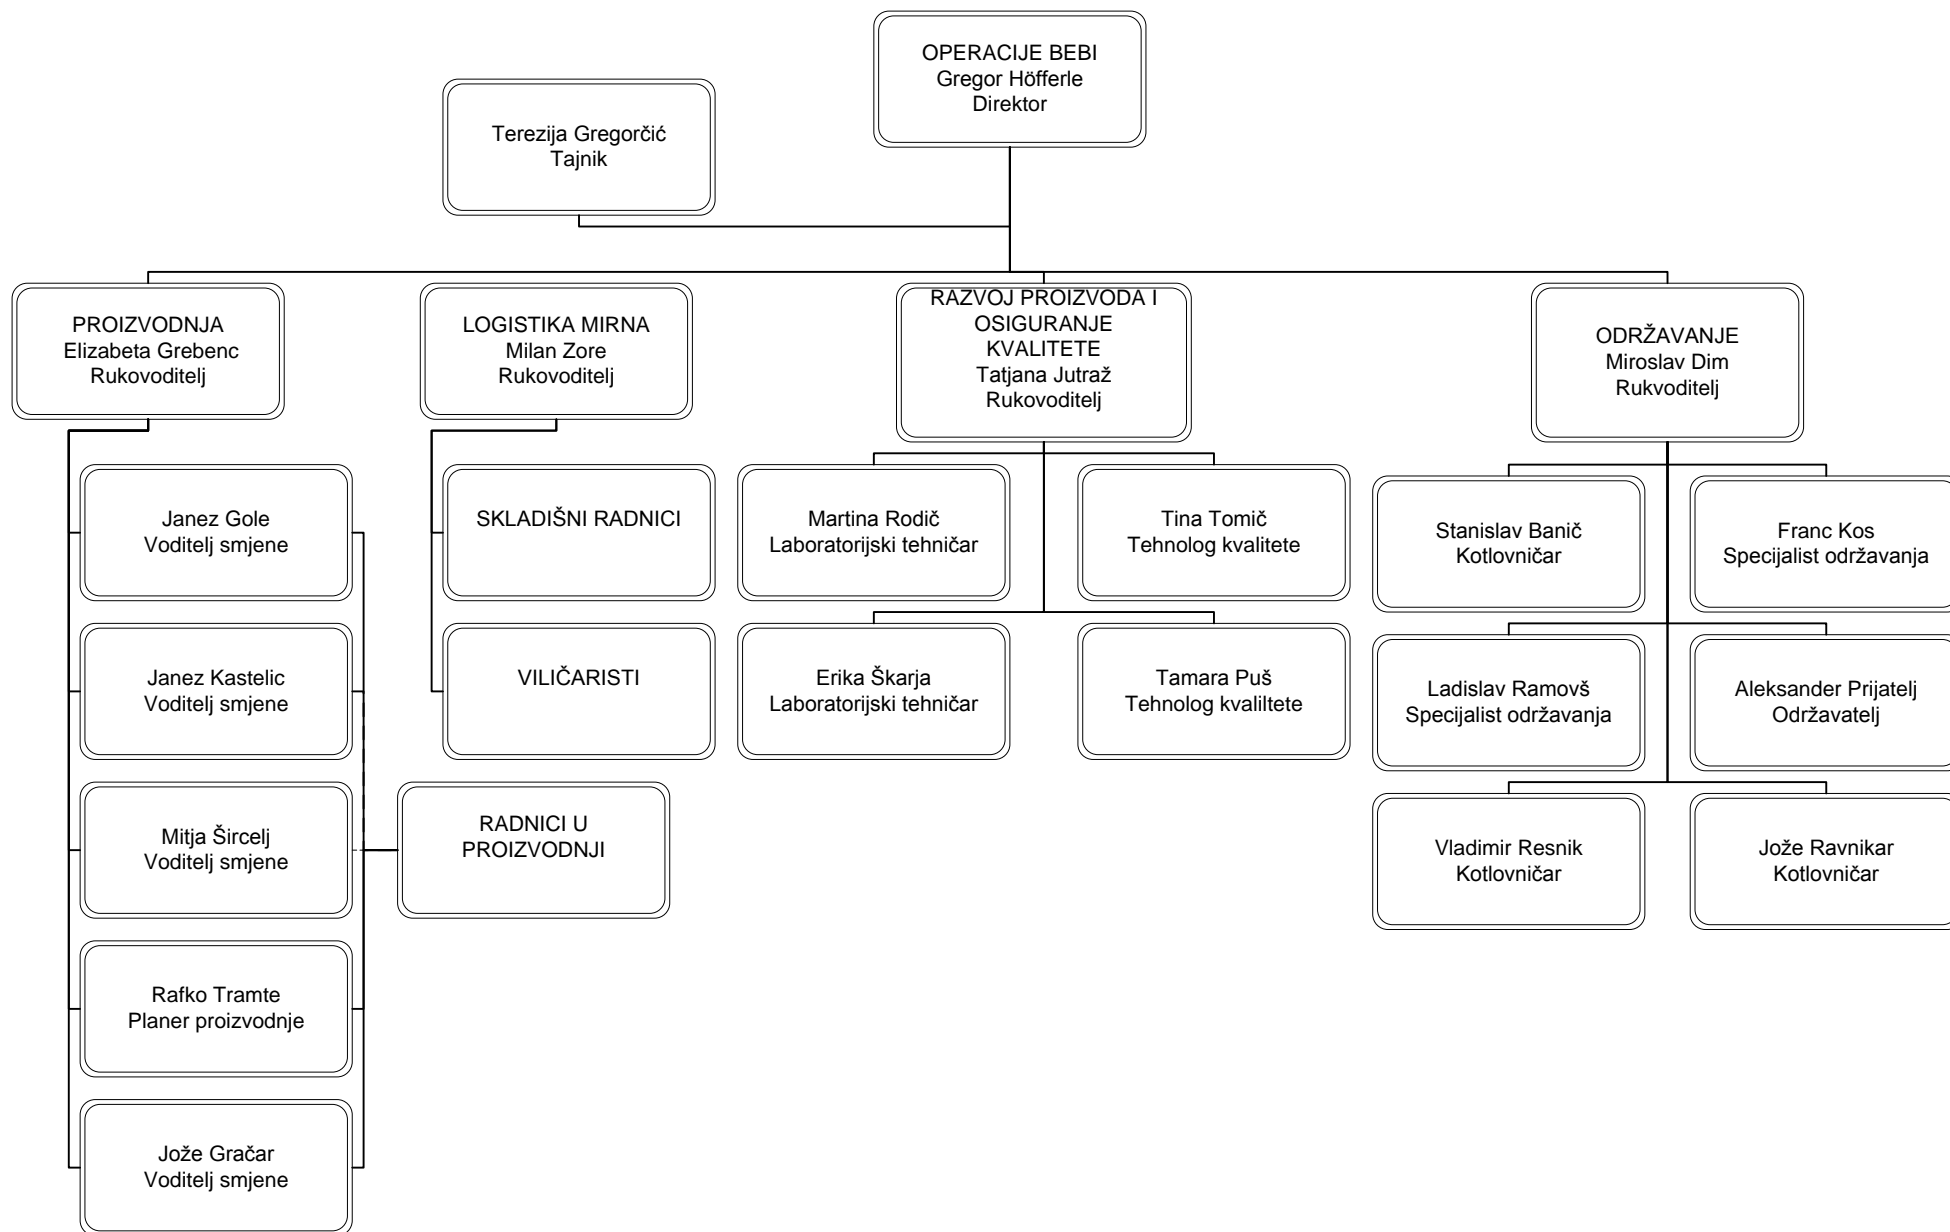 OPERACIJE BEBI
Gregor Höfferle
Direktor
Terezija Gregorčić
Tajnik
PROIZVODNJA
Elizabeta Grebenc
Rukovoditelj
LOGISTIKA MIRNA
Milan Zore
Rukovoditelj
RAZVOJ PROIZVODA I
OSIGURANJE
KVALITETE
Tatjana Jutraž
Rukovoditelj
ODRŽAVANJE
Miroslav Dim
Rukvoditelj
Janez Gole
Voditelj smjene
SKLADIŠNI RADNICI
Martina Rodič
Laboratorijski tehničar
Tina Tomič
Tehnolog kvalitete
Stanislav Banič
Kotlovničar
Franc Kos
Specijalist održavanja
Janez Kastelic
Voditelj smjene
VILIČARISTI
Erika Škarja
Laboratorijski tehničar
Tamara Puš
Tehnolog kvaliltete
Ladislav Ramovš
Specijalist održavanja
Aleksander Prijatelj
Održavatelj
Mitja Šircelj
Voditelj smjene
RADNICI U
PROIZVODNJI
Vladimir Resnik
Kotlovničar
Jože Ravnikar
Kotlovničar
Rafko Tramte
Planer proizvodnje
Jože Gračar
Voditelj smjene